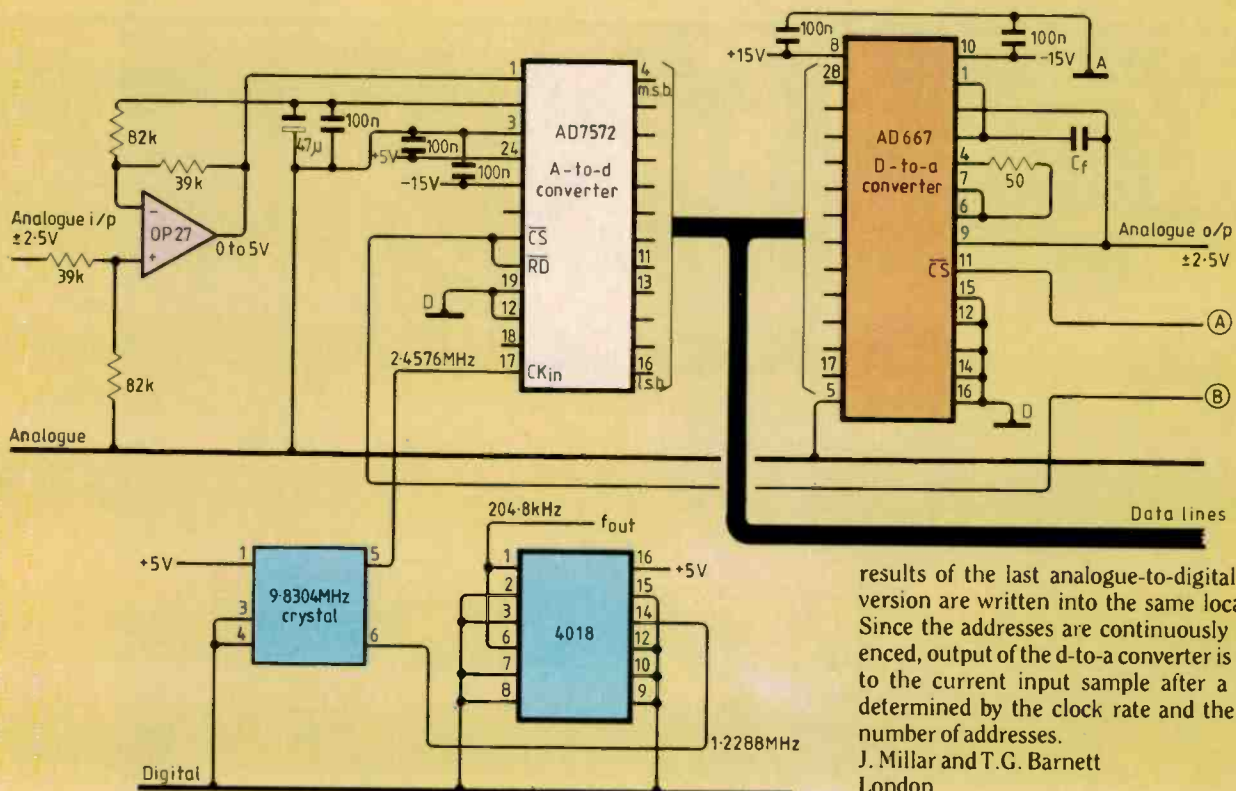 100n
100n
+15V
8
10
-15V
A
1
4
m.s.b.
28
1
82k
47μ
100n
3
AD7572
AD667
+5V
100n
24
A-to-d
converter
D-to-a
converter
Cf
-15V
100n
4
50
39k
7
6
Analogue i/p
±2·5V
-
OP27
+
0 to 5V
9
Analogue o/p
±2·5V
39k
CS
RD
11
13
CS
11
19
12
D
15
12
A
18
17
14
2·4576MHz
17
CKin
16
l.s.b.
5
16
B
82k
D
Analogue
Data lines
204·8kHz
fout
+5V
1
5
1
16
+5V
2
15
9·8304MHz
crystal
3
4
6
3
6
4018
14
12
7
10
8
9
1·2288MHz
Digital
results of the last analogue-to-digital
version are written into the same loca
Since the addresses are continuously
enced, output of the d-to-a converter is
to the current input sample after a
determined by the clock rate and the
number of addresses.
J. Millar and T.G. Barnett
London